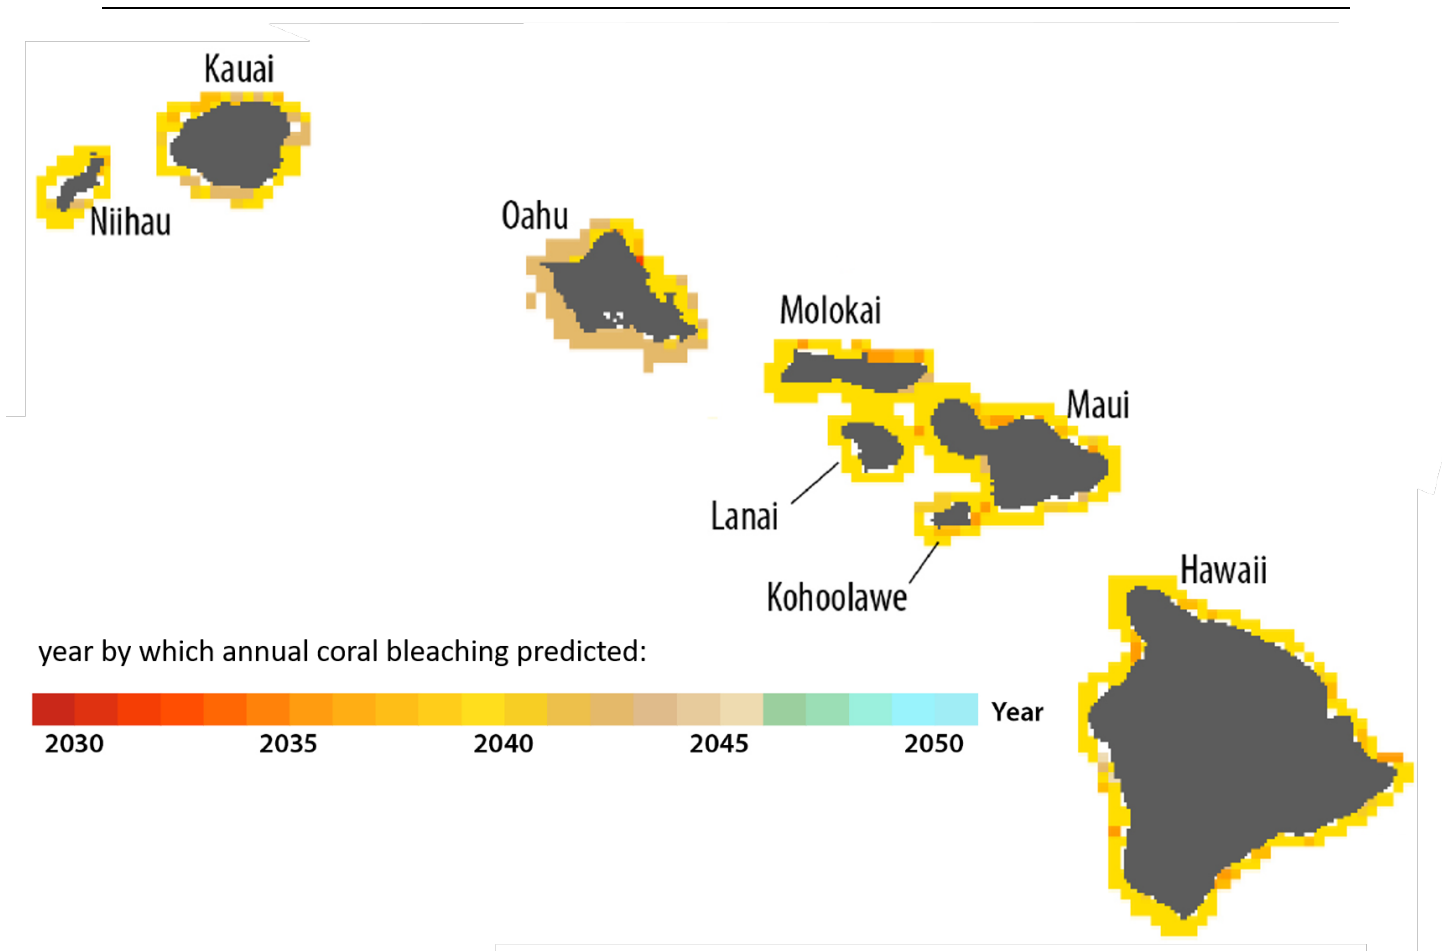 Kauai
Niihau
Oahu
Molokai
Maui
Lanai
Kohoolawe
Hawaii
year by which annual coral bleaching predicted:
Year
2030 2035 2040 2045 2050